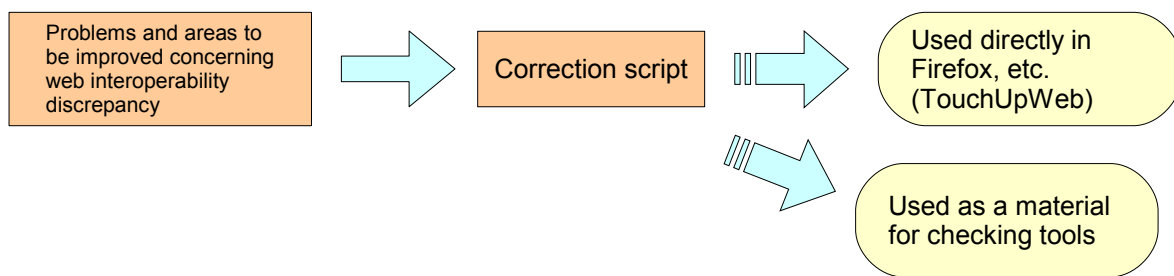 Problems and areas to
be improved concerning
web interoperability
discrepancy
Correction script
Used directly in
Firefox, etc.
(TouchUpWeb)
Used as a material
for checking tools